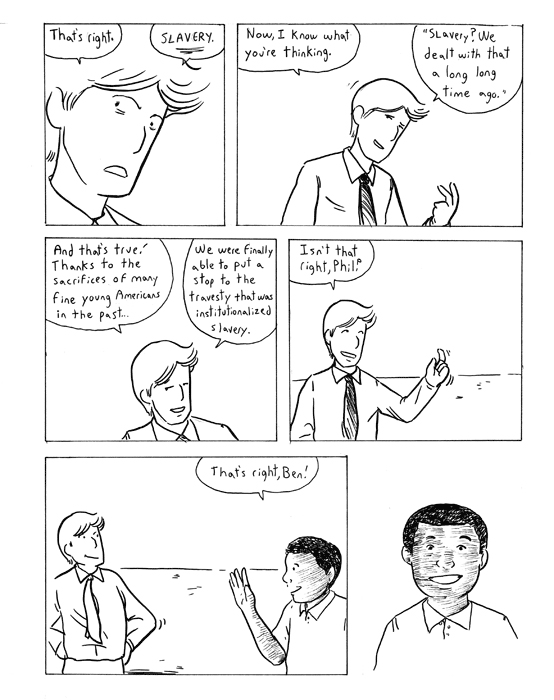 That's right.
SLAVERY.
Now, I know what
you're thinking.
"Slavery? We
dealt with that
a long long
time ago."
And that's true!
Thanks to the
sacrifices of many
fine young Americans
in the past...
We were finally
able to put a
stop to the
travesty that was
institutionalized
slavery.
Isn't that
right, Phil?
That's right, Ben!